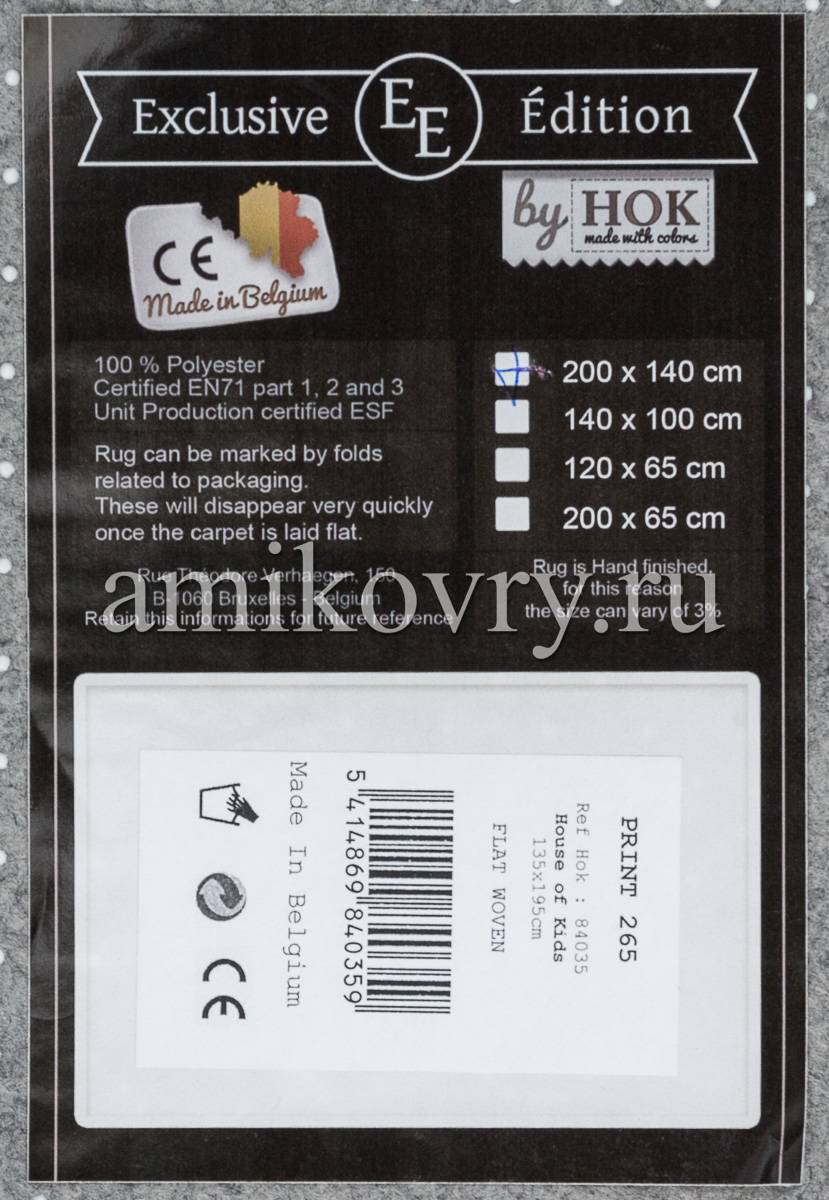 Exclusive EE Édition
CE
Made in Belgium
by HOK
made with colors
100 % Polyester
Certified EN71 part 1, 2 and 3
Unit Production certified ESF
Rug can be marked by folds
related to packaging.
These will disappear very quickly
once the carpet is laid flat.
Rue Théodore Verhaegen, 150
B-1060 Bruxelles - Belgium
Retain this informations for future reference
200 x 140 cm
140 x 100 cm
120 x 65 cm
200 x 65 cm
Rug is Hand finished,
for this reason
the size can vary of 3%
amikovry.ru
PRINT 265
Ref Hok : 84035
House of Kids
135x195cm
FLAT WOVEN
5 414869 840359
Made In Belgium
CE